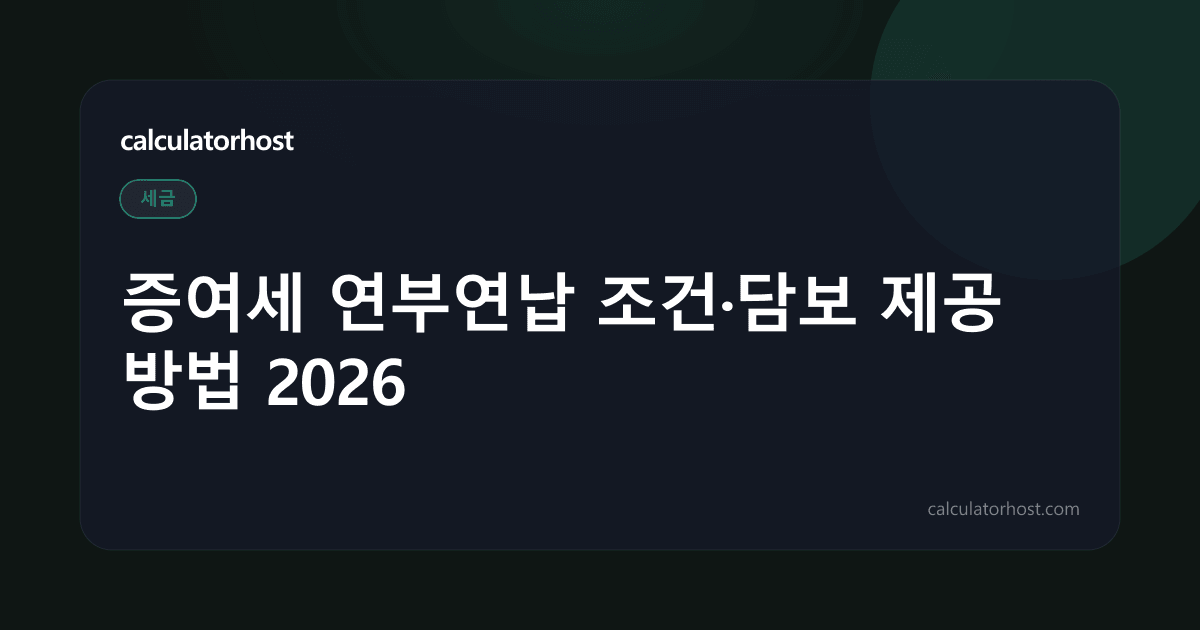 calculatorhost
세금
증여세 연부연납 조건·담보 제공
방법 2026
calculatorhost.com